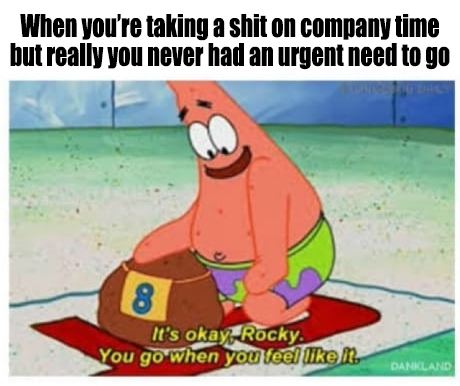 When you're taking a shit on company time
but really you never had an urgent need to go
8
It's okay, Rocky.
You go when you feel like it.
DANKLAND